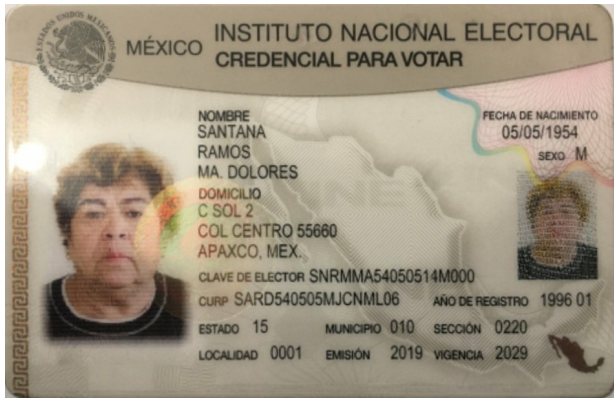 MÉXICO
INSTITUTO NACIONAL ELECTORAL
CREDENCIAL PARA VOTAR
NOMBRE
SANTANA
RAMOS
MA. DOLORES
FECHA DE NACIMIENTO
05/05/1954
SEXO M
DOMICILIO
C SOL 2
COL CENTRO 55660
APAXCO, MEX.
CLAVE DE ELECTOR SNRMMA54050514M000
CURP SARD540505MJCNML06 AÑO DE REGISTRO 1996 01
ESTADO 15 MUNICIPIO 010 SECCIÓN 0220
LOCALIDAD 0001 EMISIÓN 2019 VIGENCIA 2029